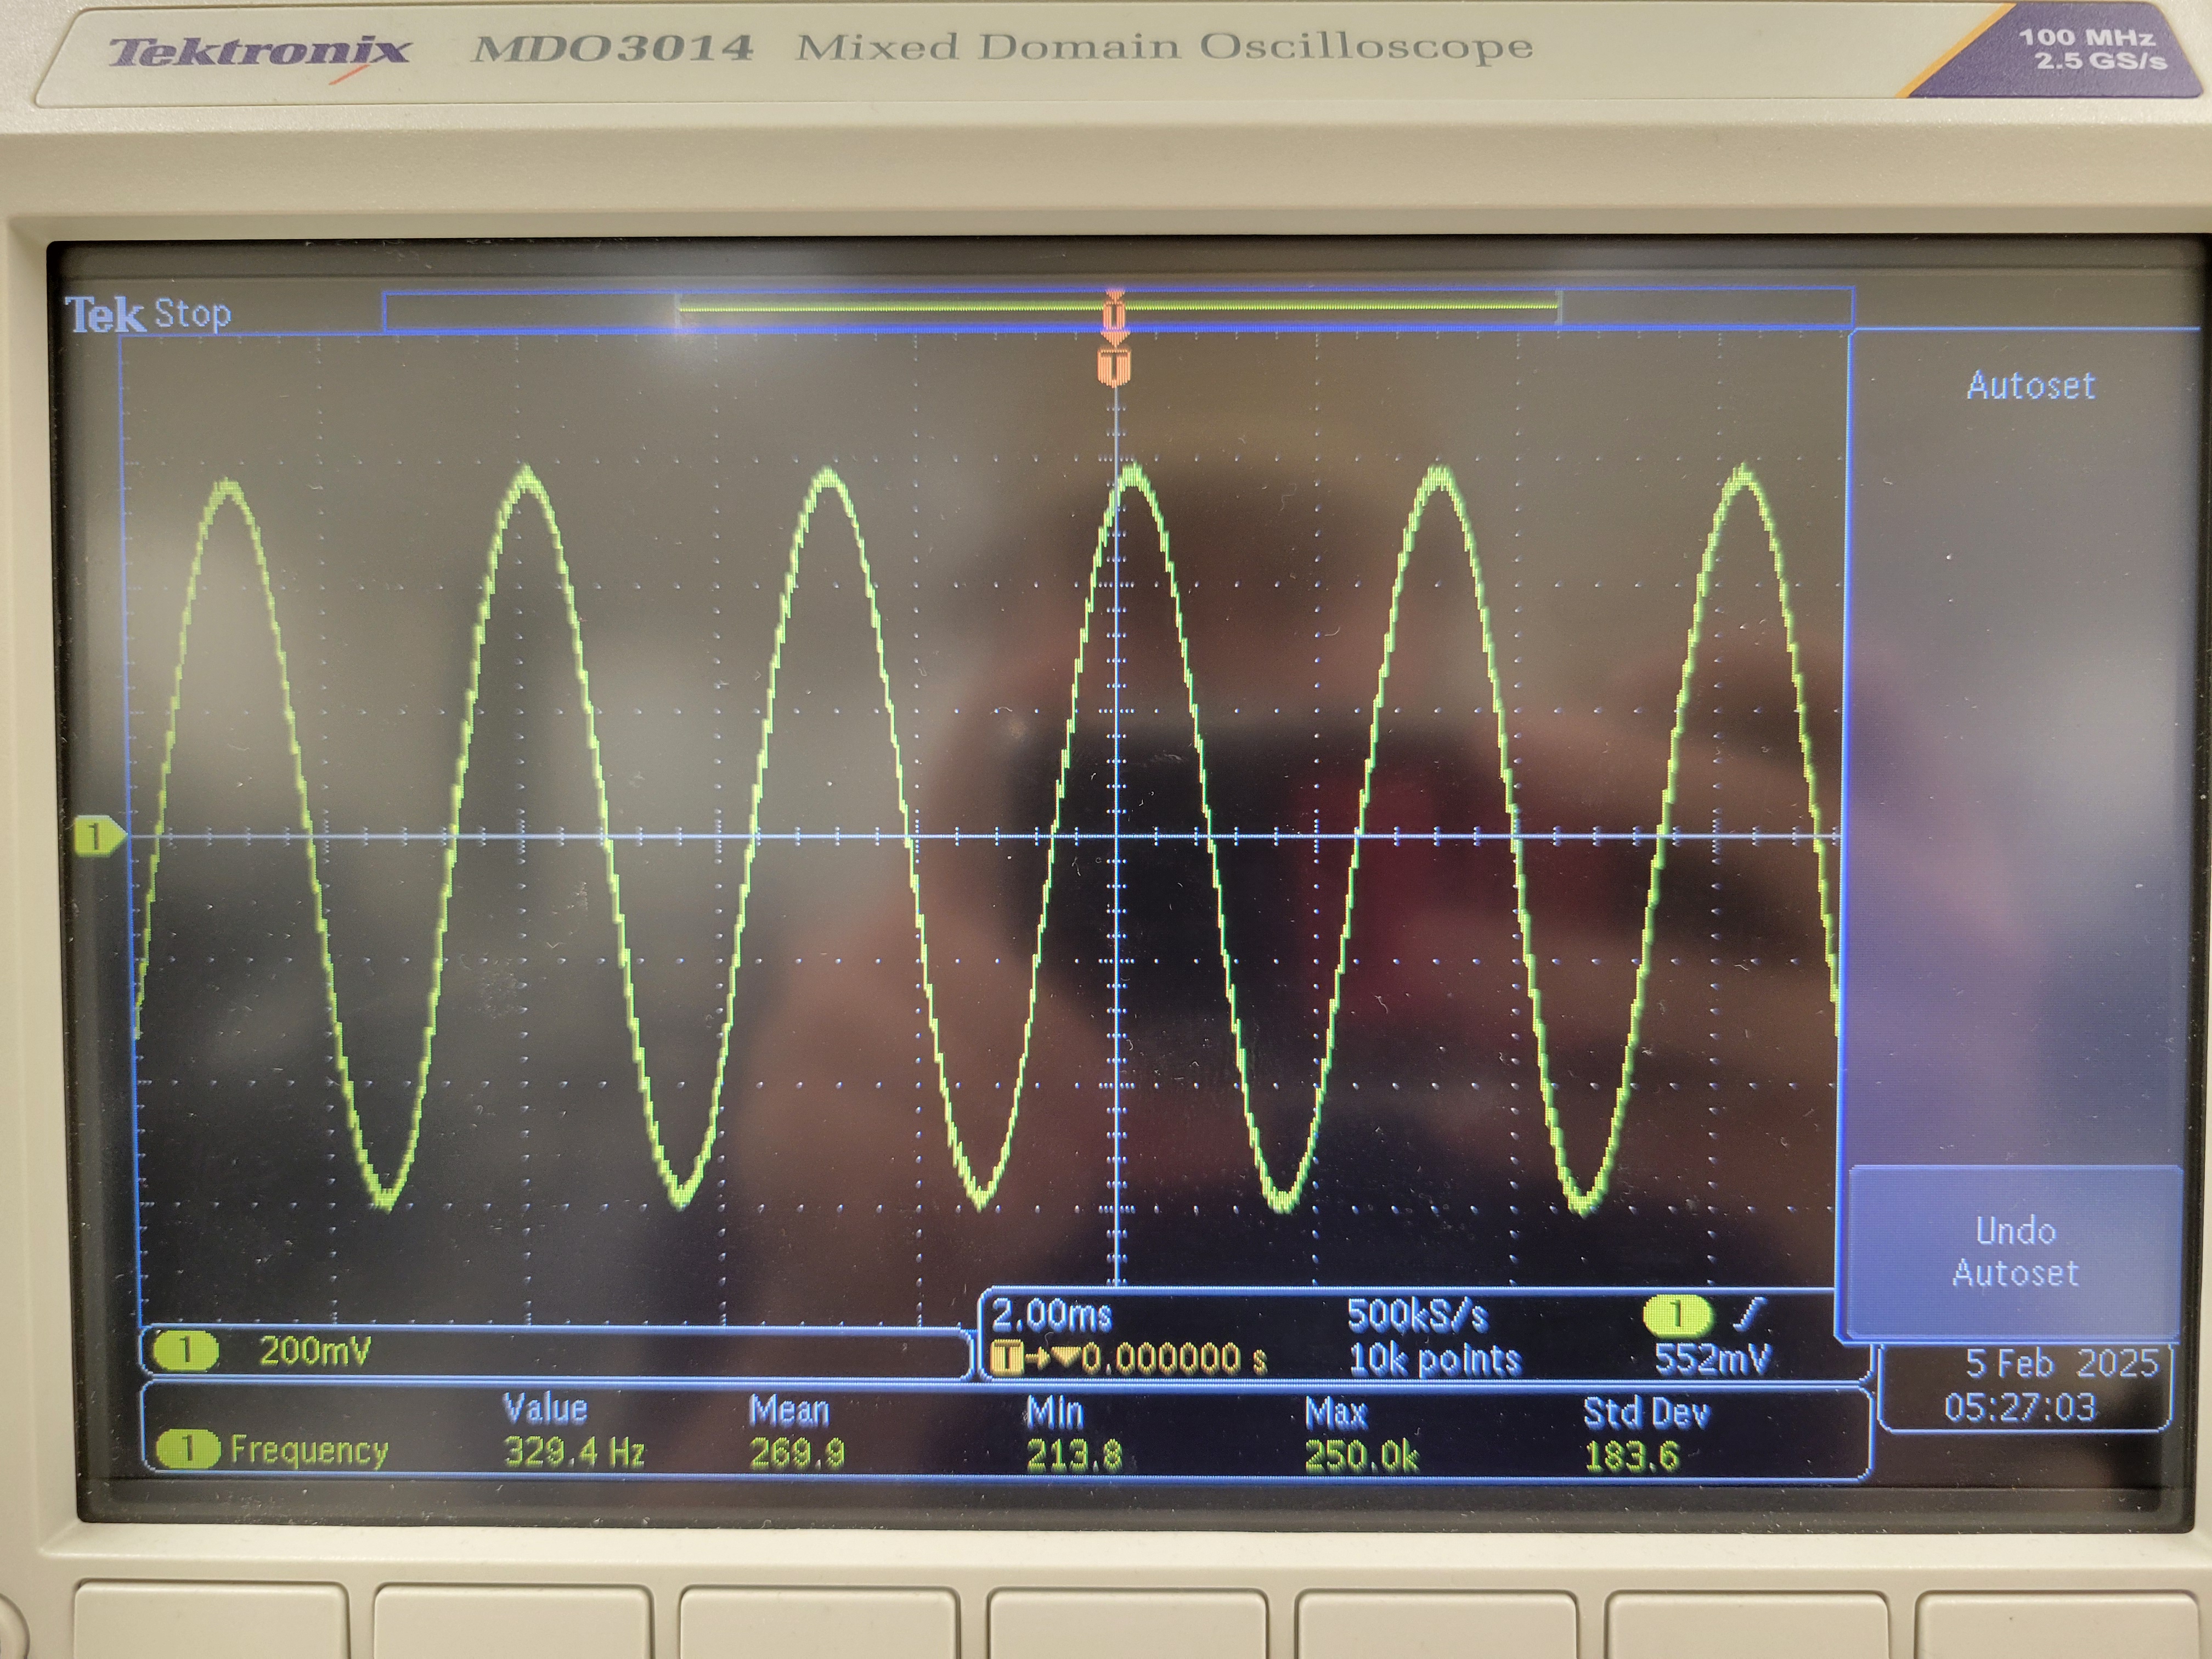 Tektronix MDO3014 Mixed Domain Oscilloscope
100 MHz
2.5 GS/s
Tek Stop
U
T
Autoset
1
Undo
Autoset
1 200mV
2.00ms 500kS/s 1
T 0.000000 s 10k points 552mV
Value Mean Min Max Std Dev
1 Frequency 329.4 Hz 269.9 213.8 250.0k 183.6
5 Feb 2025
05:27:03